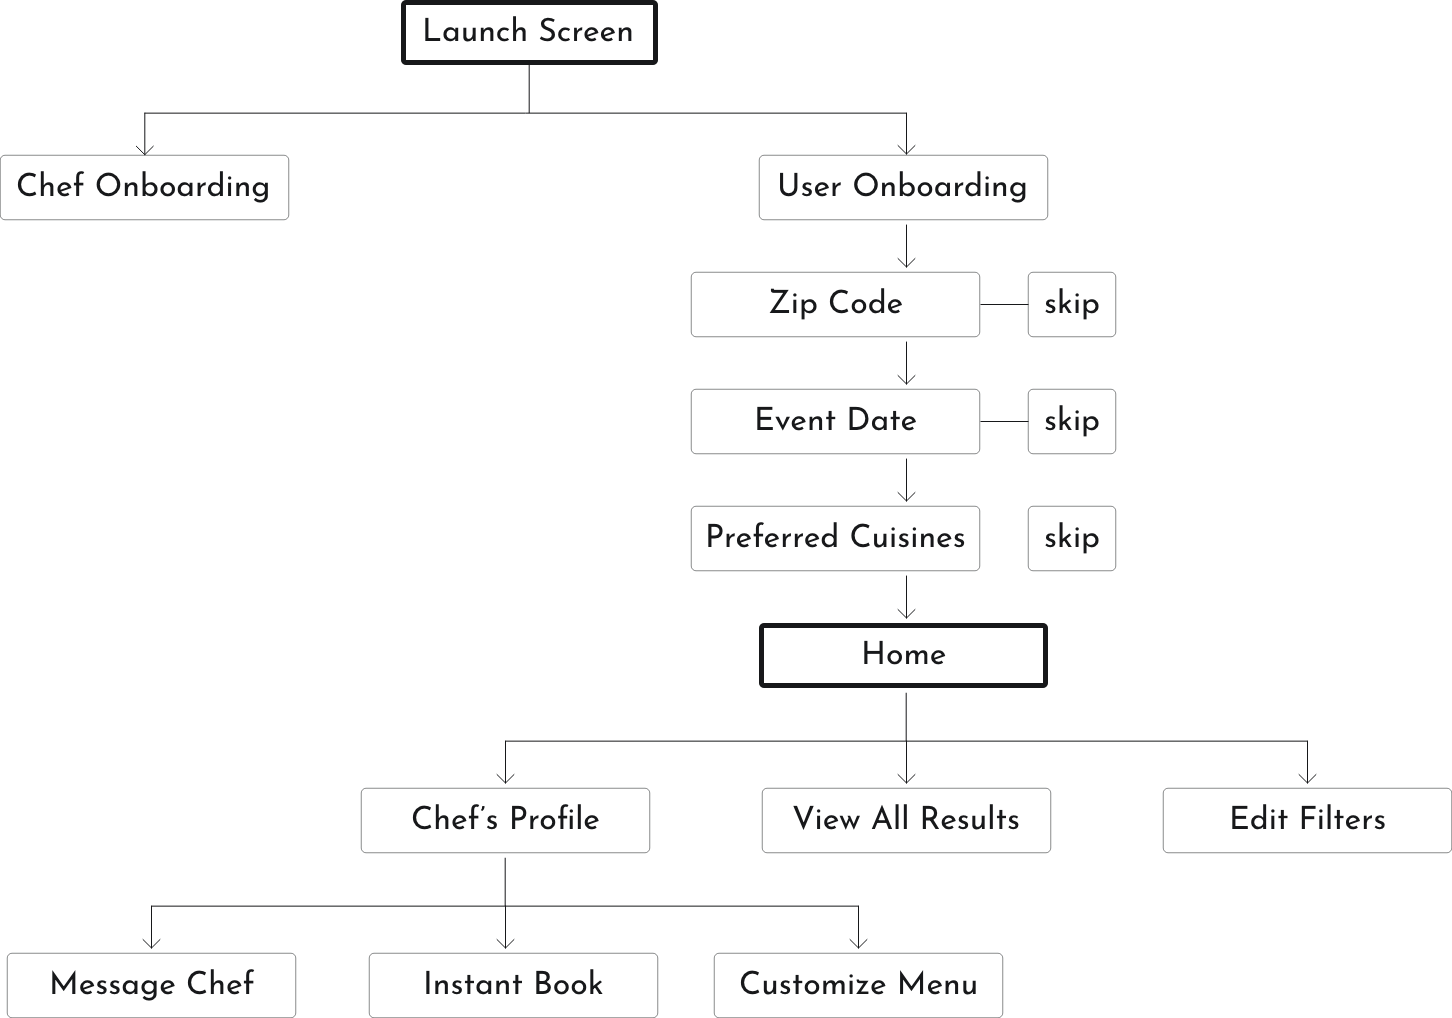 Launch Screen
Chef Onboarding
User Onboarding
Zip Code
skip
Event Date
skip
Preferred Cuisines
skip
Home
Chef’s Profile
View All Results
Edit Filters
Message Chef
Instant Book
Customize Menu